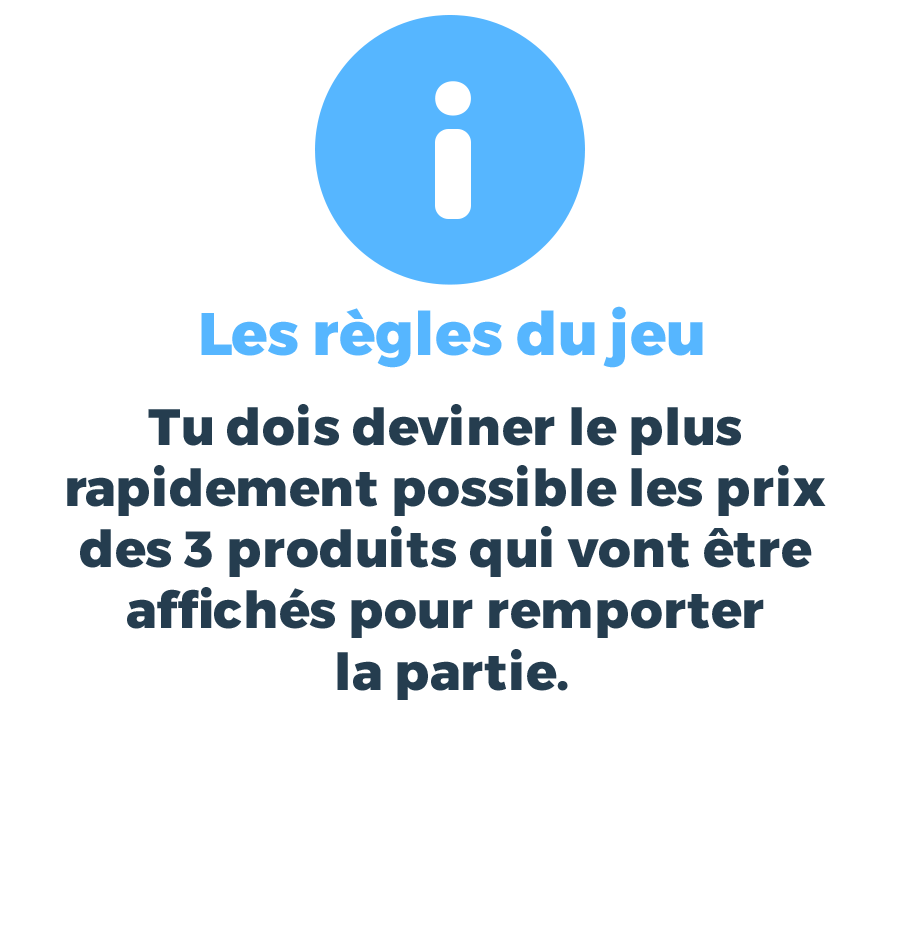 Les règles du jeu
Tu dois deviner le plus
rapidement possible les prix
des 3 produits qui vont être
affichés pour remporter
la partie.